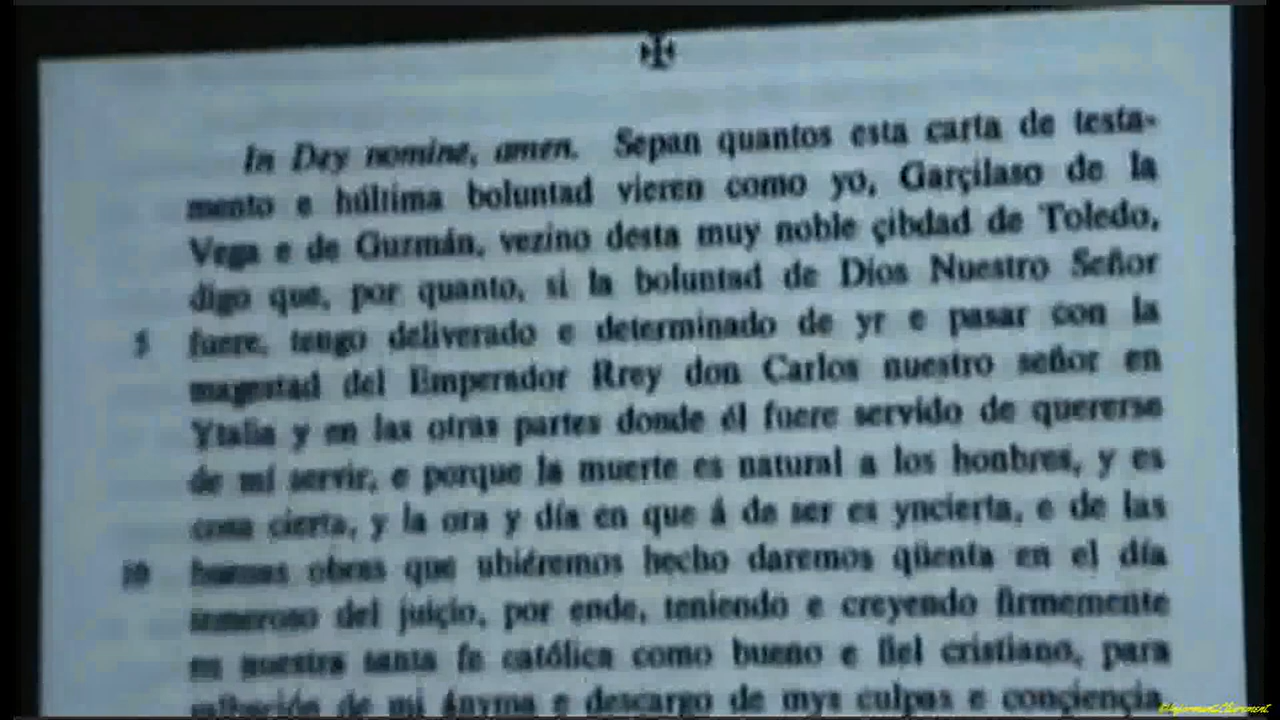 In Dey nomine, amen. Sepan quantos esta carta de testa-
mento e húltima boluntad vieren como yo, Garçilaso de la
Vega e de Guzmán, vezino desta muy noble çibdad de Toledo,
digo que, por quanto, si la boluntad de Dios Nuestro Señor
5 fuere, tengo deliverado e determinado de yr e pasar con la
magestad del Emperador Rrey don Carlos nuestro señor en
Ytalia y en las otras partes donde él fuere servido de quererse
de mí servir, e porque la muerte es natural a los honbres, y es
cosa cierta, y la ora y día en que á de ser es yncierta, e de las
10 buenas obras que ubiéremos hecho daremos qüenta en el día
temeroso del juiçio, por ende, teniendo e creyendo firmemente
en nuestra santa fe católica como bueno e fiel cristiano, para
salbación de mi ányma e descargo de mys culpas e conçiençia,